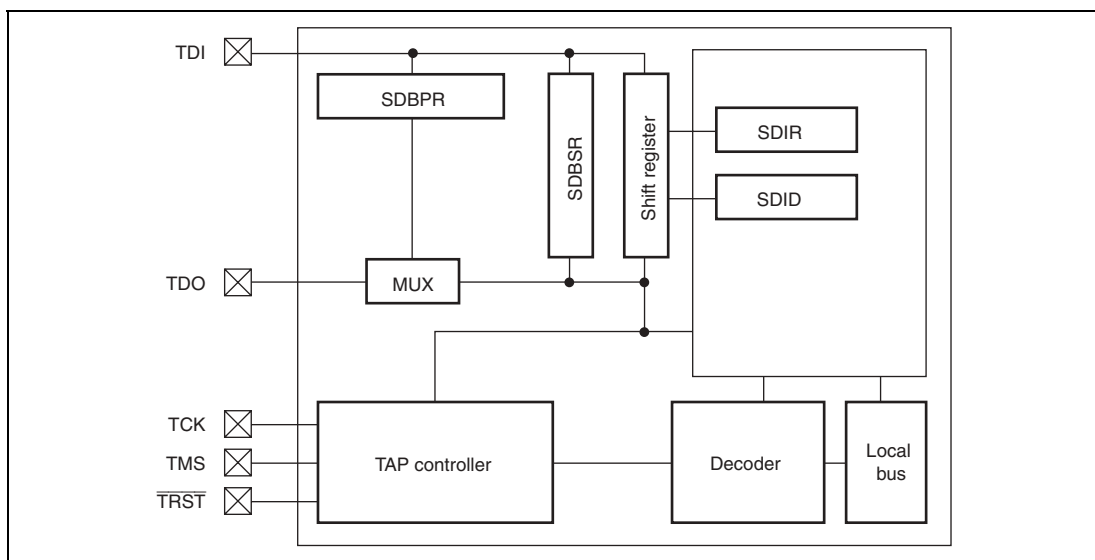 TDI
SDBPR
SDBSR
Shift register
SDIR
SDID
TDO
MUX
TCK
TMS
TRST
TAP controller
Decoder
Local
bus